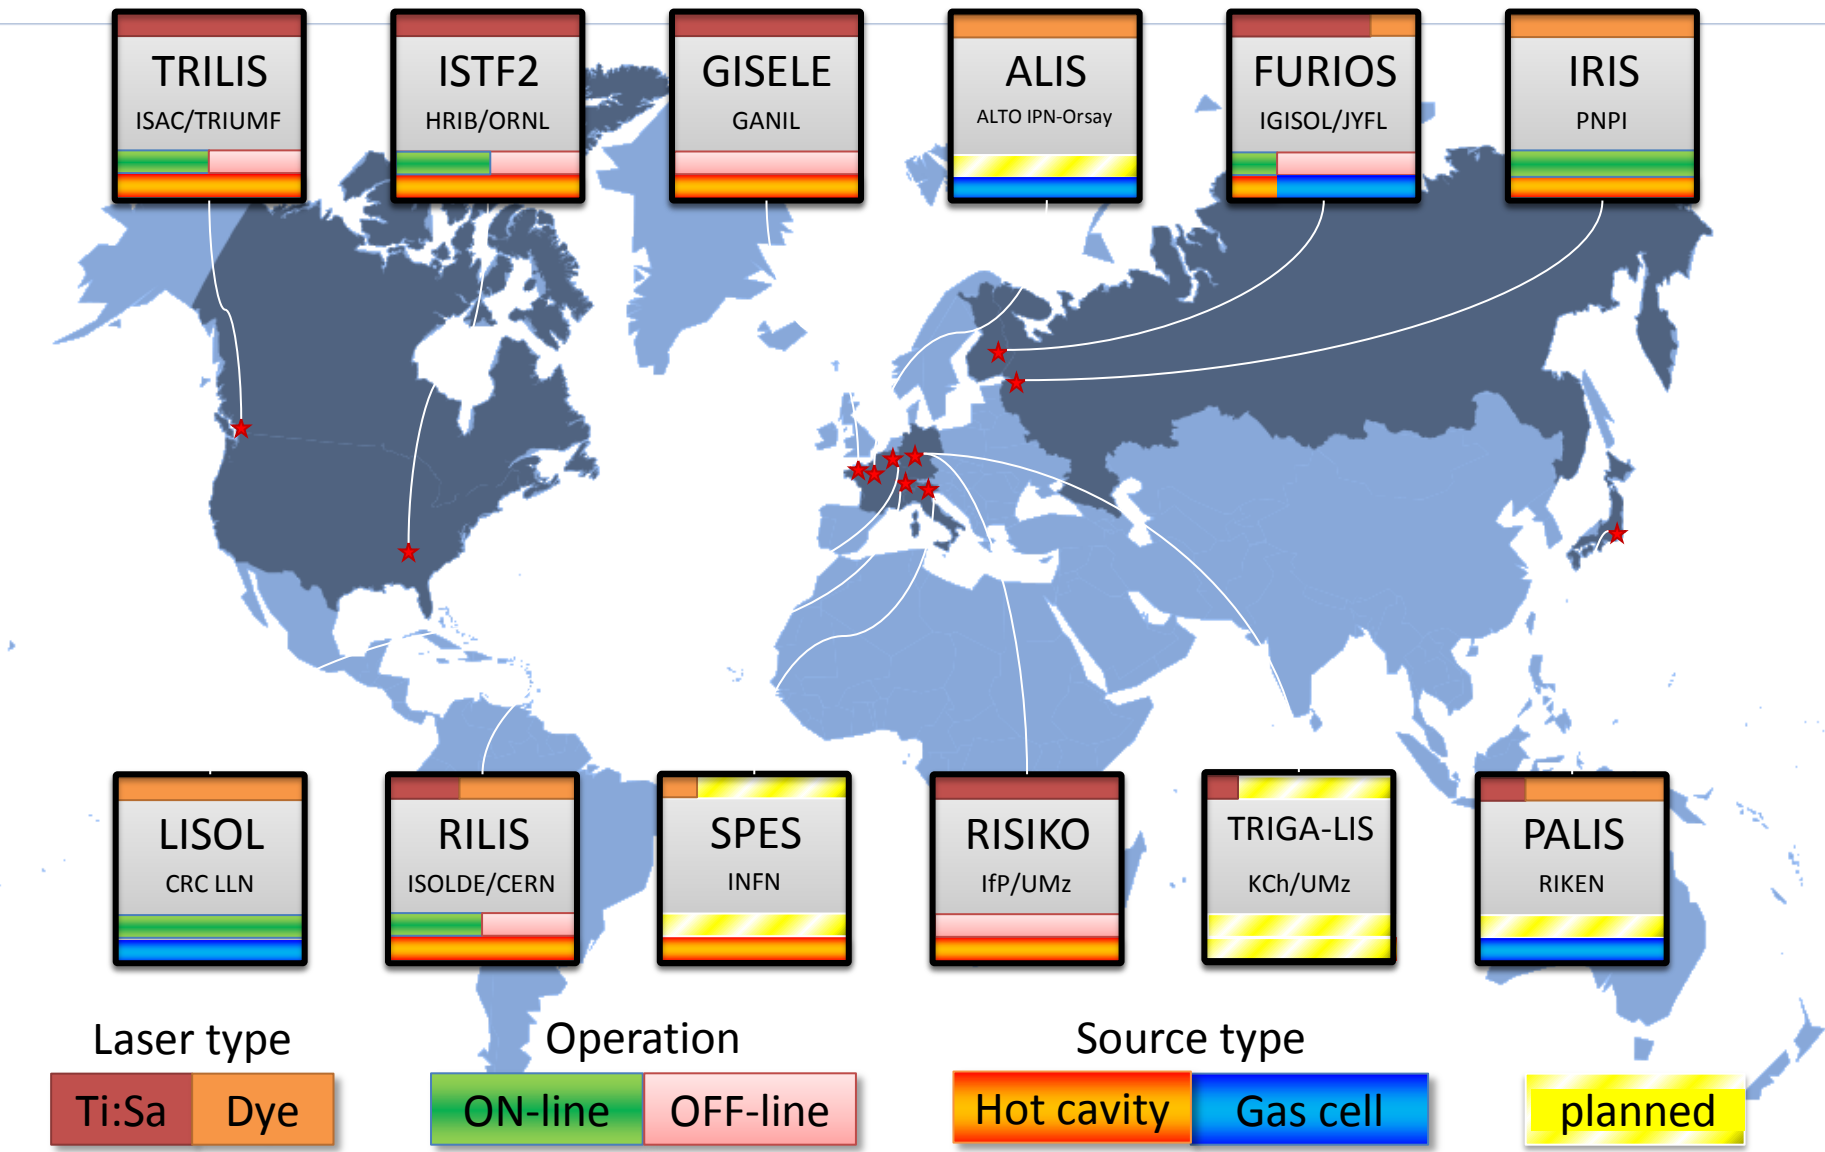 TRILIS
ISAC/TRIUMF
ISTF2
HRIB/ORNL
GISELE
GANIL
ALIS
ALTO IPN-Orsay
FURIOS
IGISOL/JYFL
IRIS
PNPI
LISOL
CRC LLN
RILIS
ISOLDE/CERN
SPES
INFN
RISIKO
IfP/UMz
TRIGA-LIS
KCh/UMz
PALIS
RIKEN
Laser type
Ti:Sa
Dye
Operation
ON-line
OFF-line
Source type
Hot cavity
Gas cell
planned